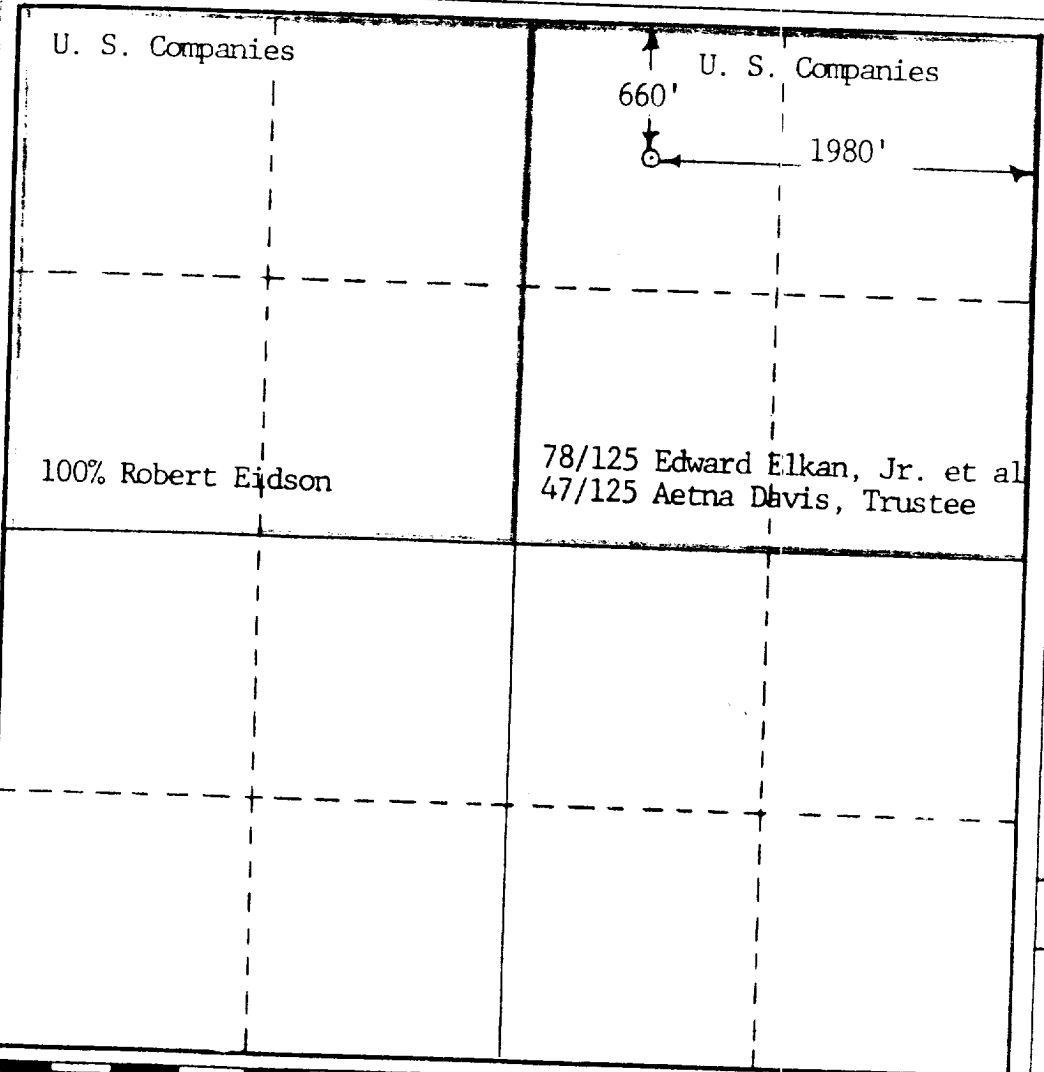 U. S. Companies
U. S. Companies
660'
1980'
100% Robert Eidson
78/125 Edward Elkan, Jr. et al
47/125 Aetna Davis, Trustee